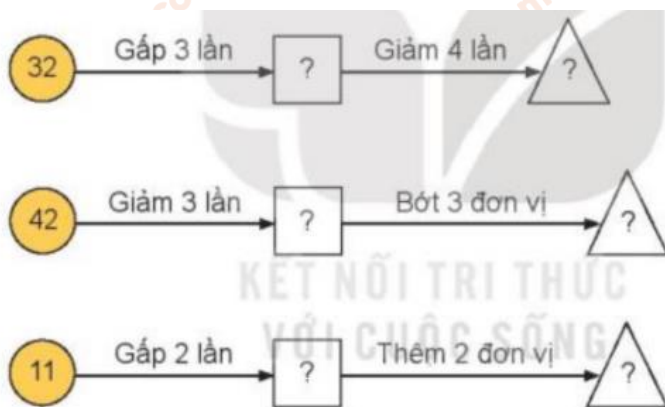 32 Gấp 3 lần ? Giảm 4 lần ?
42 Giảm 3 lần ? Bớt 3 đơn vị ?
KẾT NỐI TRI THỨC
VỚI CUỘC SỐNG
11 Gấp 2 lần ? Thêm 2 đơn vị ?